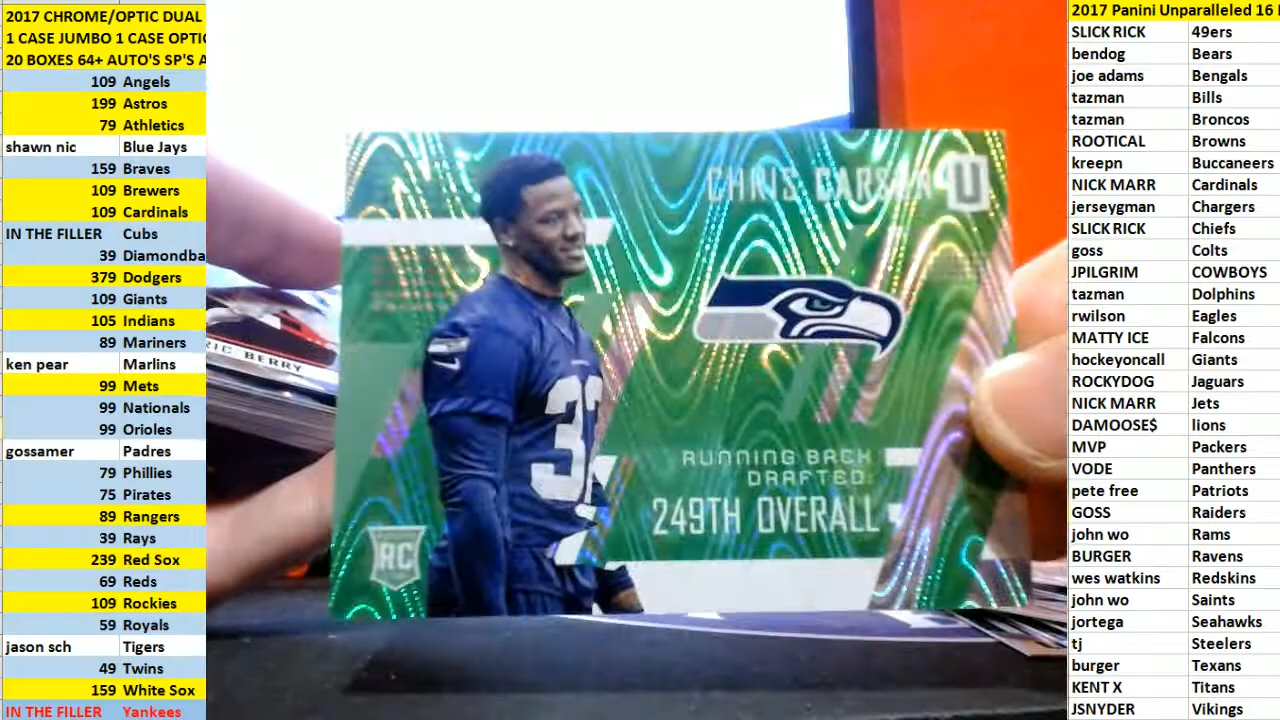 2017 CHROME/OPTIC DUAL
1 CASE JUMBO 1 CASE OPTIC
20 BOXES 64+ AUTO'S SP'S A
109 Angels
199 Astros
79 Athletics
shawn nic Blue Jays
159 Braves
109 Brewers
109 Cardinals
IN THE FILLER Cubs
39 Diamondba
379 Dodgers
109 Giants
105 Indians
89 Mariners
ken pear Marlins
99 Mets
99 Nationals
99 Orioles
gossamer Padres
79 Phillies
75 Pirates
89 Rangers
39 Rays
239 Red Sox
69 Reds
109 Rockies
59 Royals
jason sch Tigers
49 Twins
159 White Sox
IN THE FILLER Yankees
CHRIS CARSON U
RUNNING BACK
DRAFTED:
249TH OVERALL
RC
32
RIC BERRY
2017 Panini Unparalleled 16
SLICK RICK 49ers
bendog Bears
joe adams Bengals
tazman Bills
tazman Broncos
ROOTICAL Browns
kreepn Buccaneers
NICK MARR Cardinals
jerseygman Chargers
SLICK RICK Chiefs
goss Colts
JPILGRIM COWBOYS
tazman Dolphins
rwilson Eagles
MATTY ICE Falcons
hockeyoncall Giants
ROCKYDOG Jaguars
NICK MARR Jets
DAMOOSE$ lions
MVP Packers
VODE Panthers
pete free Patriots
GOSS Raiders
john wo Rams
BURGER Ravens
wes watkins Redskins
john wo Saints
jortega Seahawks
tj Steelers
burger Texans
KENT X Titans
JSNYDER Vikings